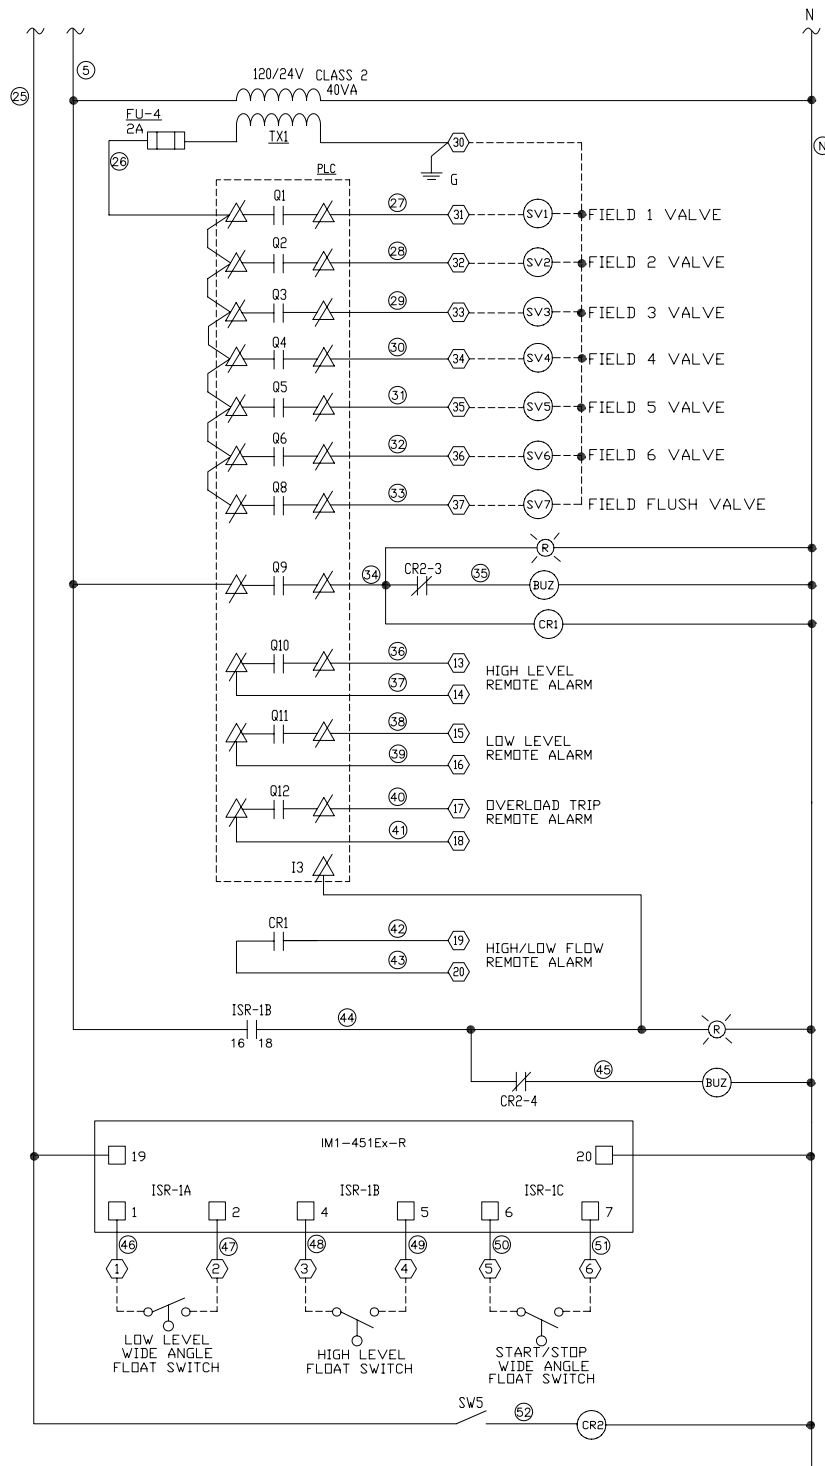 N
5
25
120/24V CLASS 2
40VA
FU-4
2A
TX1
26
30
N
PLC
G
Q1 27 31 SV1 FIELD 1 VALVE
Q2 28 32 SV2 FIELD 2 VALVE
Q3 29 33 SV3 FIELD 3 VALVE
Q4 30 34 SV4 FIELD 4 VALVE
Q5 31 35 SV5 FIELD 5 VALVE
Q6 32 36 SV6 FIELD 6 VALVE
Q8 33 37 SV7 FIELD FLUSH VALVE
R
Q9 34 CR2-3 35 BUZ
CR1
Q10 36 13
HIGH LEVEL
REMOTE ALARM
37 14
Q11 38 15
LOW LEVEL
REMOTE ALARM
39 16
Q12 40 17
OVERLOAD TRIP
REMOTE ALARM
41 18
I3
CR1 42 19
HIGH/LOW FLOW
REMOTE ALARM
43 20
ISR-1B 44 R
16 18
45 BUZ
CR2-4
IM1-451Ex-R
19 20
ISR-1A ISR-1B ISR-1C
1 2 4 5 6 7
46 47 48 49 50 51
1 2 3 4 5 6
LOW LEVEL
WIDE ANGLE
FLOAT SWITCH
HIGH LEVEL
FLOAT SWITCH
START/STOP
WIDE ANGLE
FLOAT SWITCH
SW5 52 CR2